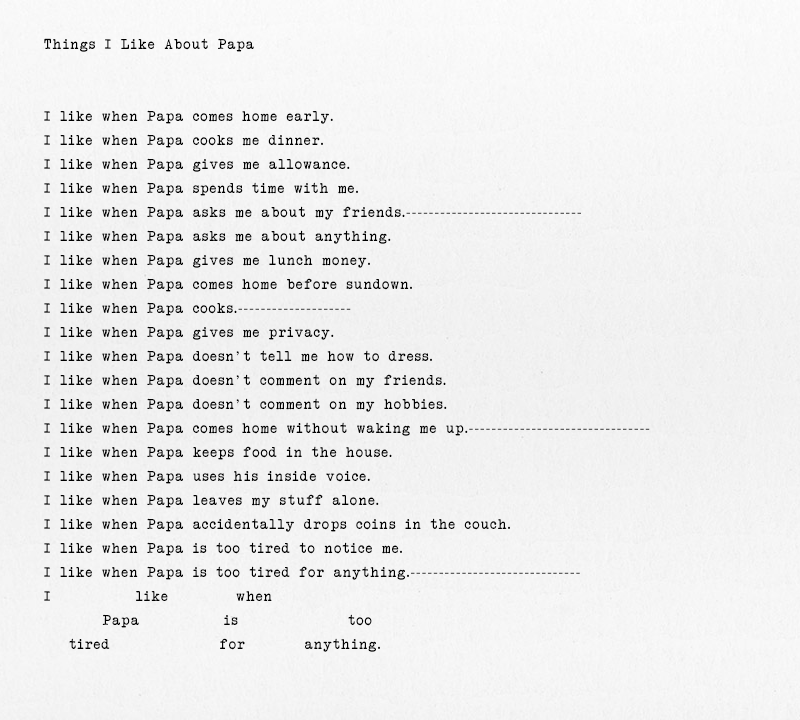 Things I Like About Papa
I like when Papa comes home early.
I like when Papa cooks me dinner.
I like when Papa gives me allowance.
I like when Papa spends time with me.
I like when Papa asks me about my friends.-------------------------------
I like when Papa asks me about anything.
I like when Papa gives me lunch money.
I like when Papa comes home before sundown.
I like when Papa cooks.--------------------
I like when Papa gives me privacy.
I like when Papa doesn't tell me how to dress.
I like when Papa doesn't comment on my friends.
I like when Papa doesn't comment on my hobbies.
I like when Papa comes home without waking me up.--------------------------------
I like when Papa keeps food in the house.
I like when Papa uses his inside voice.
I like when Papa leaves my stuff alone.
I like when Papa accidentally drops coins in the couch.
I like when Papa is too tired to notice me.
I like when Papa is too tired for anything.------------------------------
I like when
Papa is too
tired for anything.